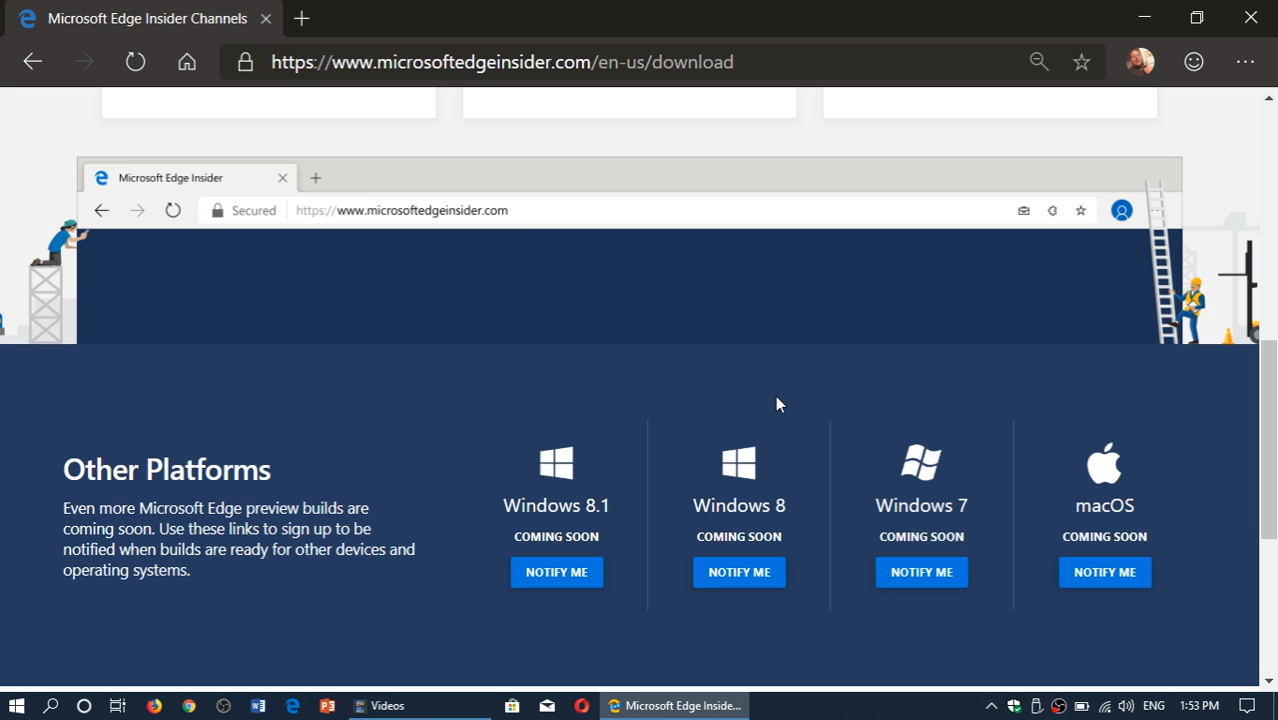 Microsoft Edge Insider Channels
https://www.microsoftedgeinsider.com/en-us/download
Microsoft Edge Insider
Secured https://www.microsoftedgeinsider.com
Other Platforms
Even more Microsoft Edge preview builds are
coming soon. Use these links to sign up to be
notified when builds are ready for other devices and
operating systems.
Windows 8.1
COMING SOON
NOTIFY ME
Windows 8
COMING SOON
NOTIFY ME
Windows 7
COMING SOON
NOTIFY ME
macOS
COMING SOON
NOTIFY ME
Videos
Microsoft Edge Inside...
ENG
1:53 PM